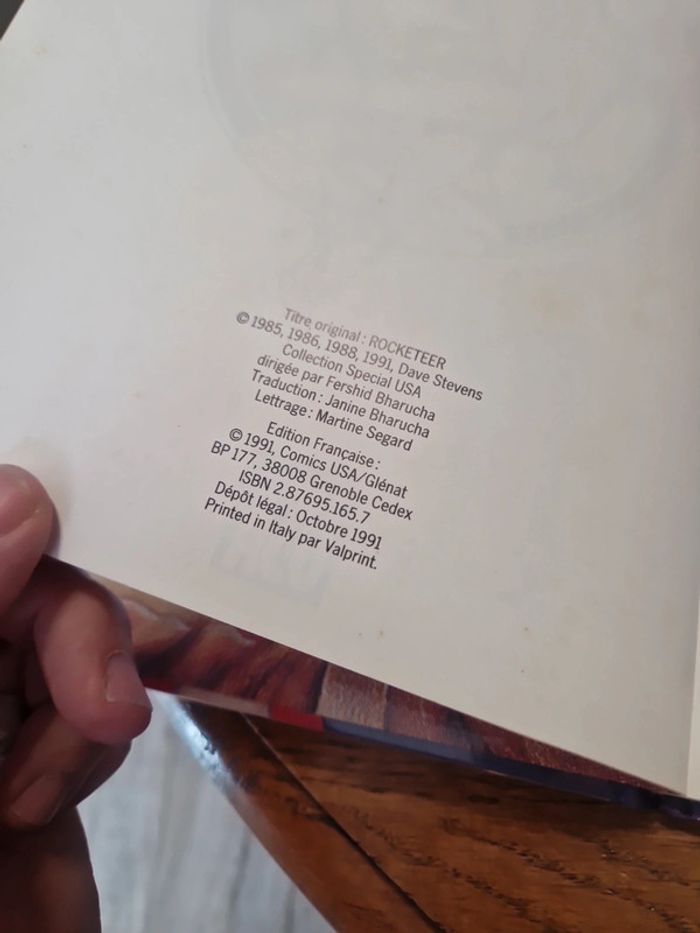 Titre original : ROCKETEER
© 1985, 1986, 1988, 1991, Dave Stevens
Collection Special USA
dirigée par Fershid Bharucha
Traduction : Janine Bharucha
Lettrage : Martine Segard
Edition Française :
© 1991, Comics USA/Glénat
BP 177, 38008 Grenoble Cedex
ISBN 2.87695.165.7
Dépôt légal : Octobre 1991
Printed in Italy par Valprint.